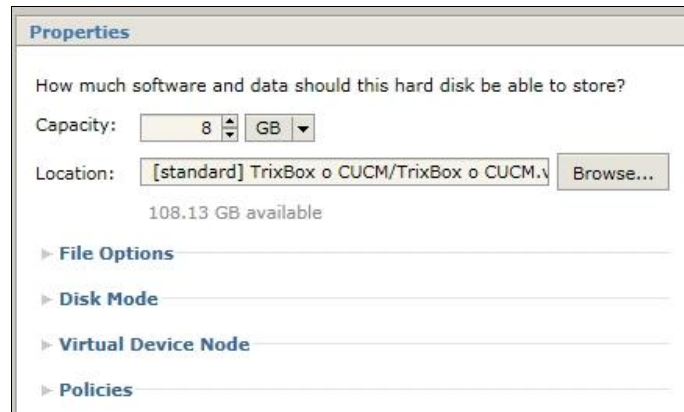 Properties
How much software and data should this hard disk be able to store?
Capacity: 8 GB
Location: [standard] TrixBox o CUCM/TrixBox o CUCM.v Browse...
108.13 GB available
File Options
Disk Mode
Virtual Device Node
Policies